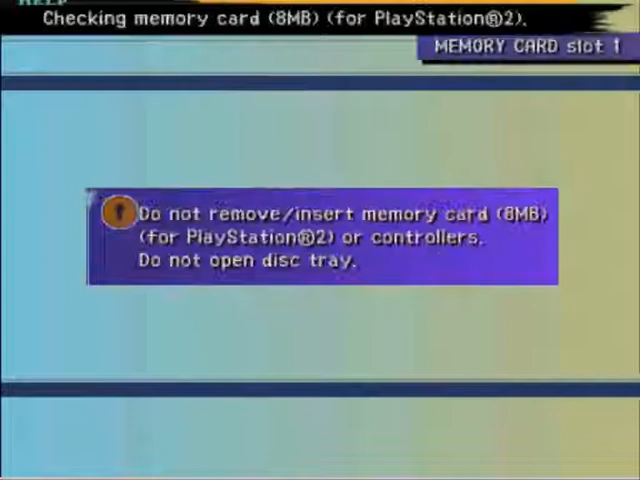 HELP
Checking memory card (8MB) (for PlayStation®2).
MEMORY CARD slot 1
Do not remove/insert memory card (8MB)
(for PlayStation®2) or controllers.
Do not open disc tray.